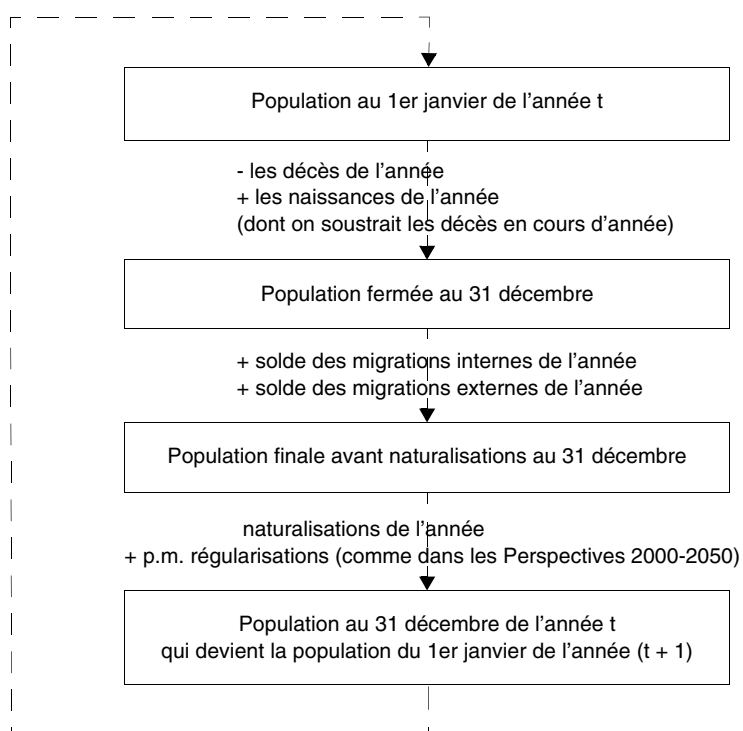 Population au 1er janvier de l’année t
- les décès de l’année
+ les naissances de l’année
(dont on soustrait les décès en cours d’année)
Population fermée au 31 décembre
+ solde des migrations internes de l’année
+ solde des migrations externes de l’année
Population finale avant naturalisations au 31 décembre
naturalisations de l’année
+ p.m. régularisations (comme dans les Perspectives 2000-2050)
Population au 31 décembre de l’année t
qui devient la population du 1er janvier de l’année (t + 1)